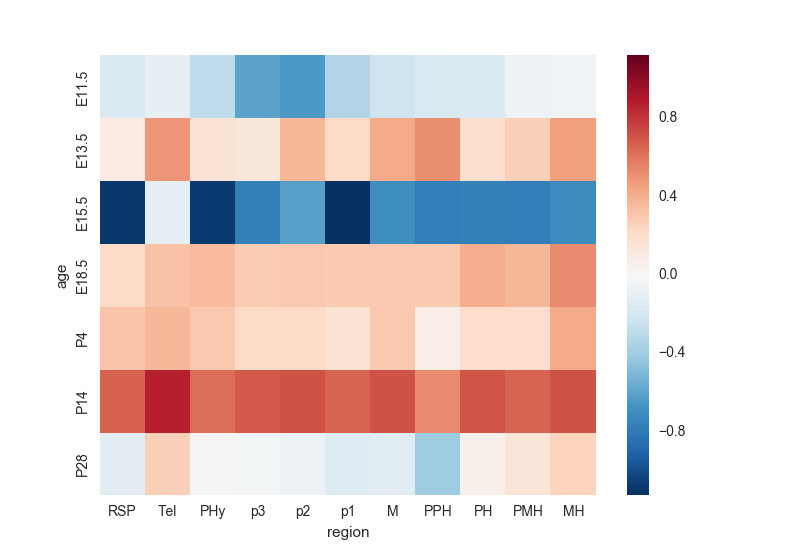 E11.5
E13.5
E15.5
E18.5
P4
P14
P28
age
RSP Tel PHy p3 p2 p1 M PPH PH PMH MH
region
0.8
0.4
0.0
−0.4
−0.8